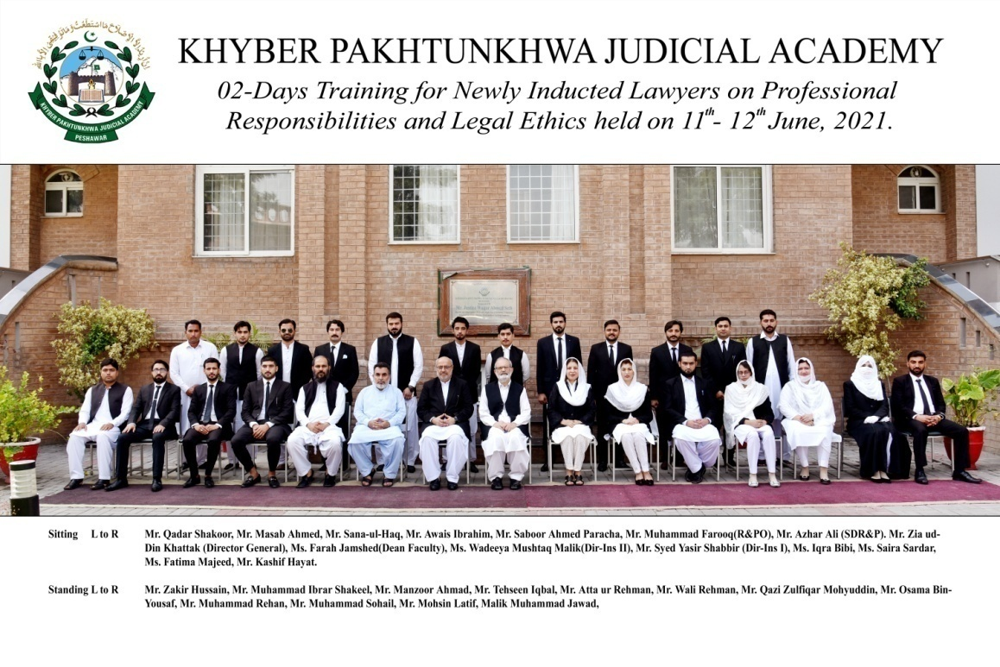 KHYBER PAKHTUNKHWA JUDICIAL ACADEMY
02-Days Training for Newly Inducted Lawyers on Professional
Responsibilities and Legal Ethics held on 11th- 12th June, 2021.
KHYBER PAKHTUNKHWA JUDICIAL ACADEMY
PESHAWAR
Sitting L to R Mr. Qadar Shakoor, Mr. Masab Ahmed, Mr. Sana-ul-Haq, Mr. Awais Ibrahim, Mr. Saboor Ahmed Paracha, Mr. Muhammad Farooq(R&PO), Mr. Azhar Ali (SDR&P). Mr. Zia ud-
Din Khattak (Director General), Ms. Farah Jamshed(Dean Faculty), Ms. Wadeeya Mushtaq Malik(Dir-Ins II), Mr. Syed Yasir Shabbir (Dir-Ins I), Ms. Iqra Bibi, Ms. Saira Sardar,
Ms. Fatima Majeed, Mr. Kashif Hayat.
Standing L to R Mr. Zakir Hussain, Mr. Muhammad Ibrar Shakeel, Mr. Manzoor Ahmad, Mr. Tehseen Iqbal, Mr. Atta ur Rehman, Mr. Wali Rehman, Mr. Qazi Zulfiqar Mohyuddin, Mr. Osama Bin-
Yousaf, Mr. Muhammad Rehan, Mr. Muhammad Sohail, Mr. Mohsin Latif, Malik Muhammad Jawad,